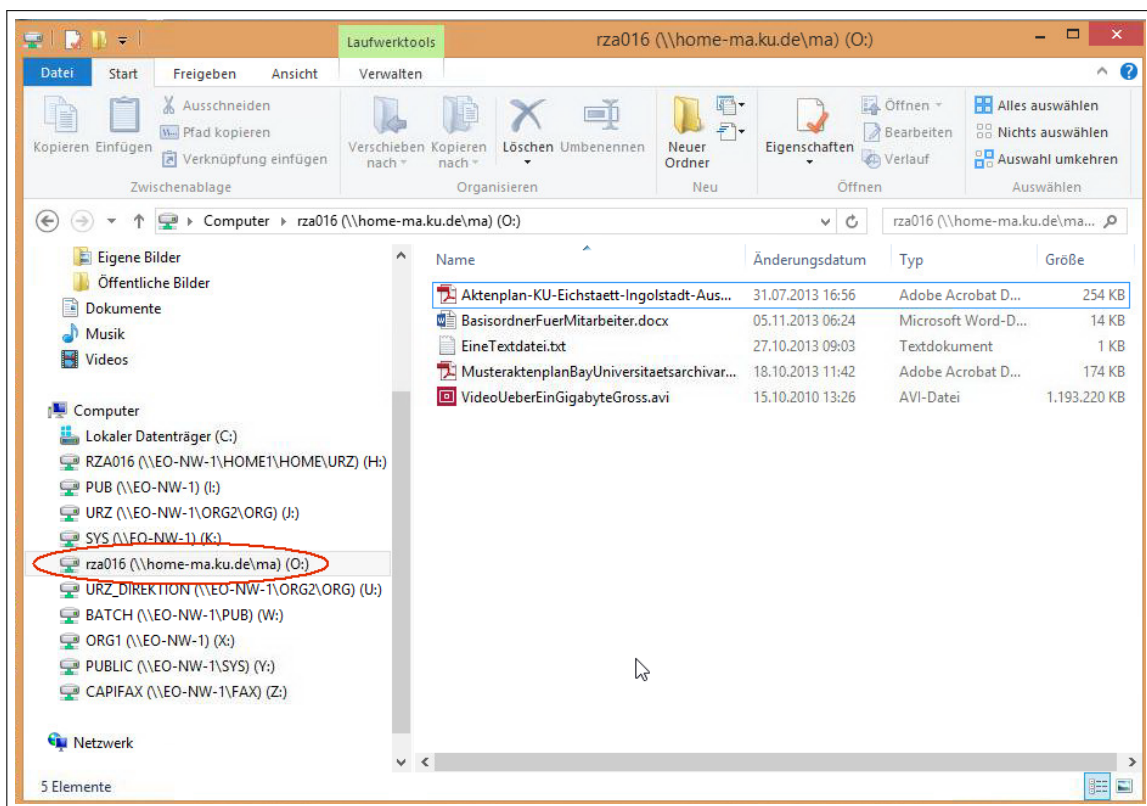 Laufwerktools
rza016 (\\home-ma.ku.de\ma) (O:)
Datei Start Freigeben Ansicht Verwalten
Kopieren Einfügen
Ausschneiden
Pfad kopieren
Verknüpfung einfügen
Zwischenablage
Verschieben nach
Kopieren nach
Löschen Umbenennen
Organisieren
Neuer Ordner
Neu
Eigenschaften
Öffnen
Bearbeiten
Verlauf
Öffnen
Alles auswählen
Nichts auswählen
Auswahl umkehren
Auswählen
Computer rza016 (\\home-ma.ku.de\ma) (O:)
rza016 (\\home-ma.ku.de\ma...
Eigene Bilder
Öffentliche Bilder
Dokumente
Musik
Videos
Computer
Lokaler Datenträger (C:)
RZA016 (\\EO-NW-1\HOME1\HOME\URZ) (H:)
PUB (\\EO-NW-1) (I:)
URZ (\\EO-NW-1\ORG2\ORG) (J:)
SYS (\\EO-NW-1) (K:)
rza016 (\\home-ma.ku.de\ma) (O:)
URZ_DIREKTION (\\EO-NW-1\ORG2\ORG) (U:)
BATCH (\\EO-NW-1\PUB) (W:)
ORG1 (\\EO-NW-1) (X:)
PUBLIC (\\EO-NW-1\SYS) (Y:)
CAPIFAX (\\EO-NW-1\FAX) (Z:)
Netzwerk
Name Änderungsdatum Typ Größe
Aktenplan-KU-Eichstaett-Ingolstadt-Aus... 31.07.2013 16:56 Adobe Acrobat D... 254 KB
BasisordnerFuerMitarbeiter.docx 05.11.2013 06:24 Microsoft Word-D... 14 KB
EineTextdatei.txt 27.10.2013 09:03 Textdokument 1 KB
MusteraktenplanBayUniversitaetsarchivar... 18.10.2013 11:42 Adobe Acrobat D... 174 KB
VideoUeberEinGigabyteGross.avi 15.10.2010 13:26 AVI-Datei 1.193.220 KB
5 Elemente